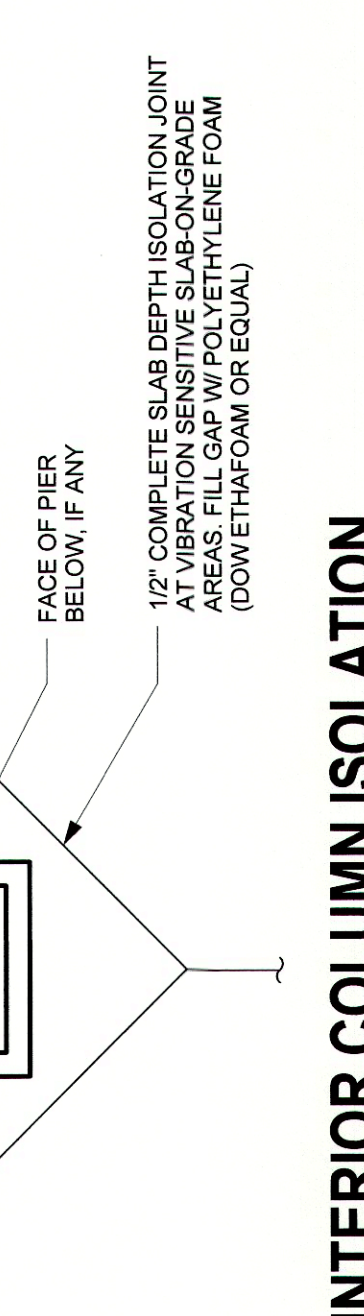 FACE OF PIER
BELOW, IF ANY
1/2" COMPLETE SLAB DEPTH ISOLATION JOINT
AT VIBRATION SENSITIVE SLAB-ON-GRADE
AREAS. FILL GAP W/ POLYETHYLENE FOAM
(DOW ETHAFOAM OR EQUAL)
NTERIOR COLUMN ISOLATION